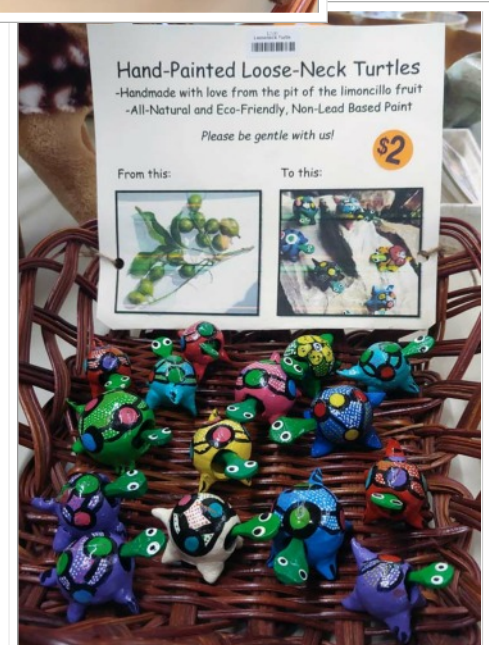 Hand-Painted Loose-Neck Turtles
-Handmade with love from the pit of the limoncillo fruit
-All-Natural and Eco-Friendly, Non-Lead Based Paint
Please be gentle with us!
$2
From this: To this: